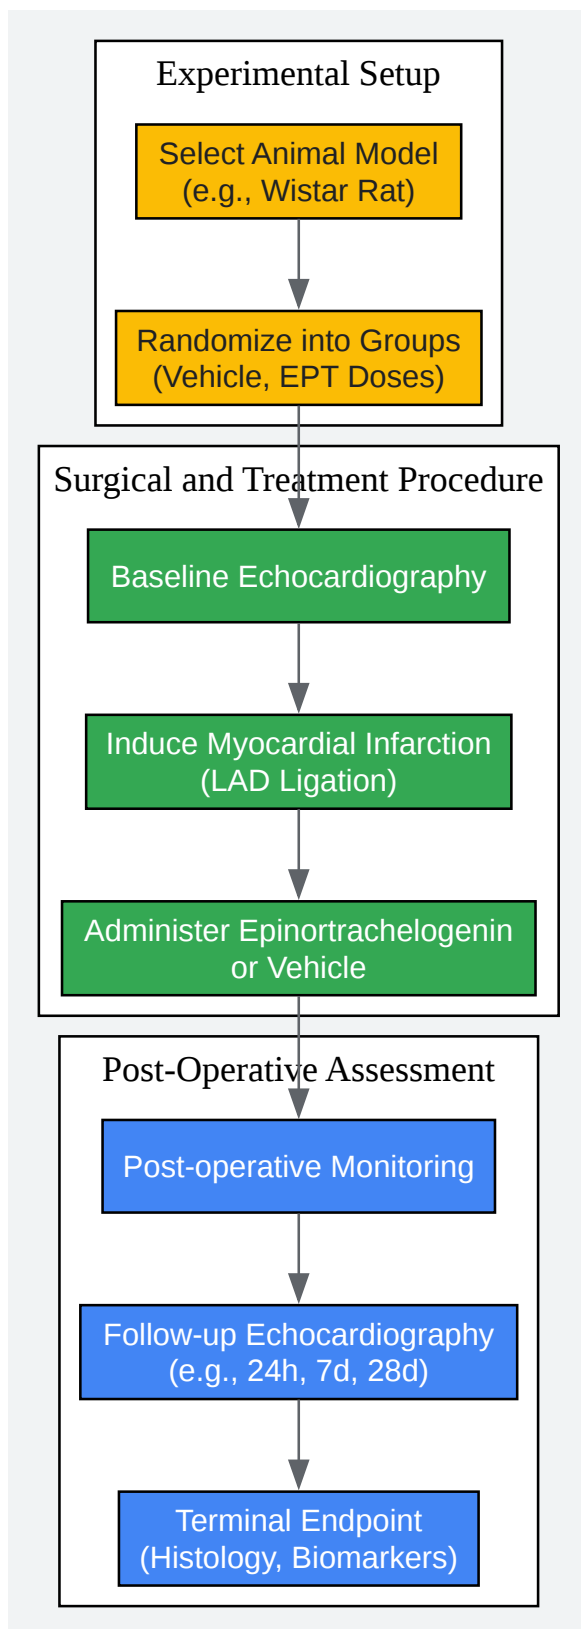 Experimental Setup
Select Animal Model
(e.g., Wistar Rat)
Randomize into Groups
(Vehicle, EPT Doses)
Surgical and Treatment Procedure
Baseline Echocardiography
Induce Myocardial Infarction
(LAD Ligation)
Administer Epinortrachelogenin
or Vehicle
Post-Operative Assessment
Post-operative Monitoring
Follow-up Echocardiography
(e.g., 24h, 7d, 28d)
Terminal Endpoint
(Histology, Biomarkers)